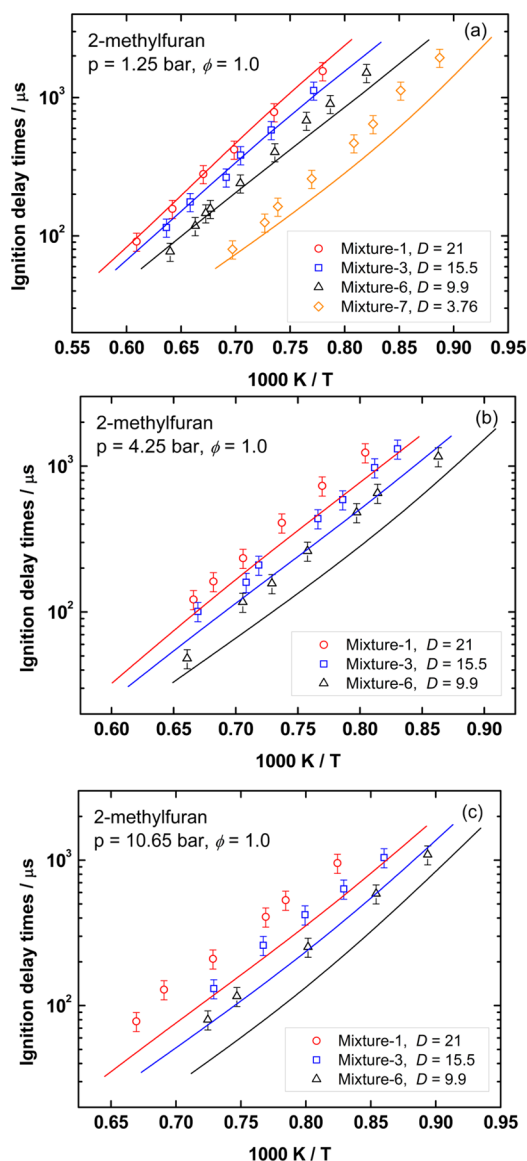 (a)
2-methylfuran
p = 1.25 bar, ϕ = 1.0
Ignition delay times / μs
10³
10²
Mixture-1, D = 21
Mixture-3, D = 15.5
Mixture-6, D = 9.9
Mixture-7, D = 3.76
0.55 0.60 0.65 0.70 0.75 0.80 0.85 0.90 0.95
1000 K / T
(b)
2-methylfuran
p = 4.25 bar, ϕ = 1.0
Ignition delay times / μs
10³
10²
Mixture-1, D = 21
Mixture-3, D = 15.5
Mixture-6, D = 9.9
0.60 0.65 0.70 0.75 0.80 0.85 0.90
1000 K / T
(c)
2-methylfuran
p = 10.65 bar, ϕ = 1.0
Ignition delay times / μs
10³
10²
Mixture-1, D = 21
Mixture-3, D = 15.5
Mixture-6, D = 9.9
0.65 0.70 0.75 0.80 0.85 0.90 0.95
1000 K / T